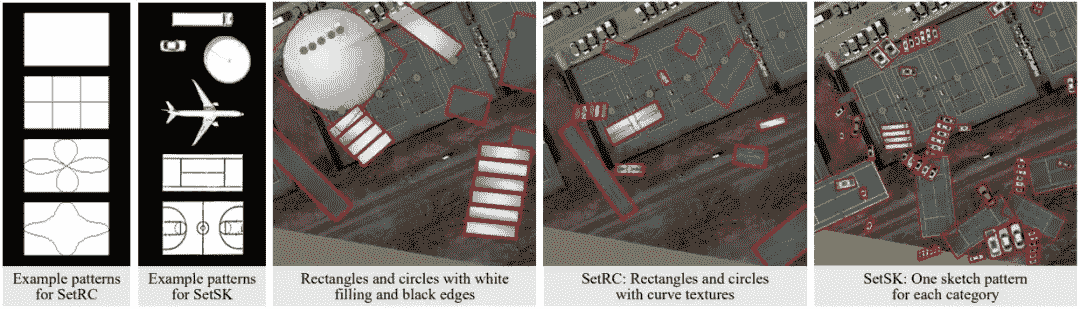 Example patterns
for SetRC
Example patterns
for SetSK
Rectangles and circles with white
filling and black edges
SetRC: Rectangles and circles
with curve textures
SetSK: One sketch pattern
for each category